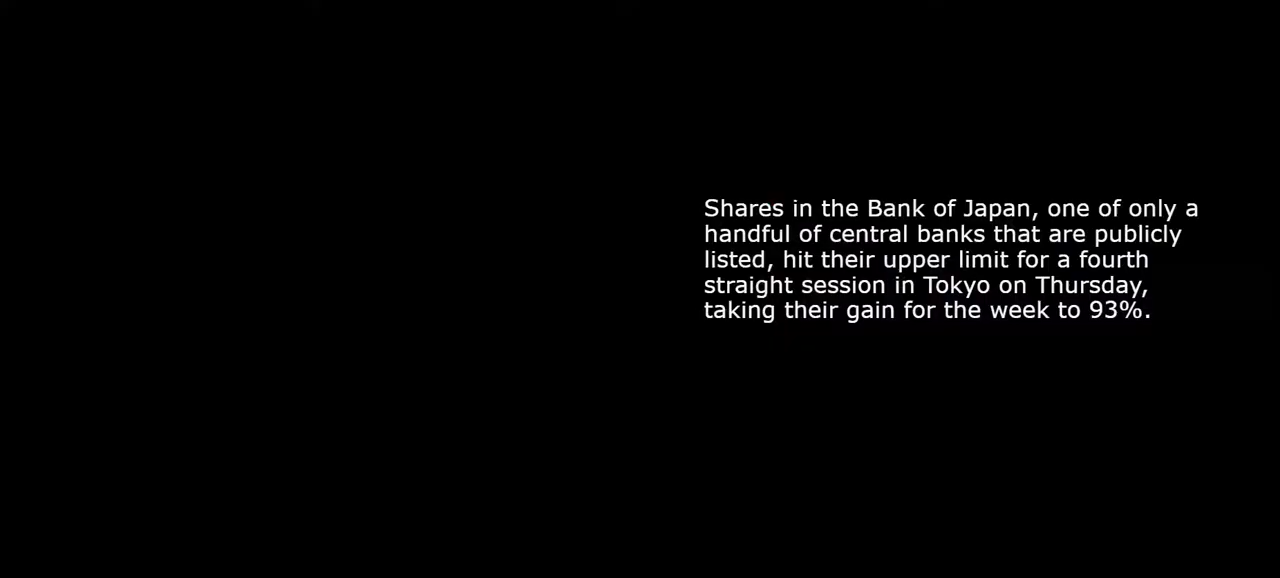 Shares in the Bank of Japan, one of only a
handful of central banks that are publicly
listed, hit their upper limit for a fourth
straight session in Tokyo on Thursday,
taking their gain for the week to 93%.